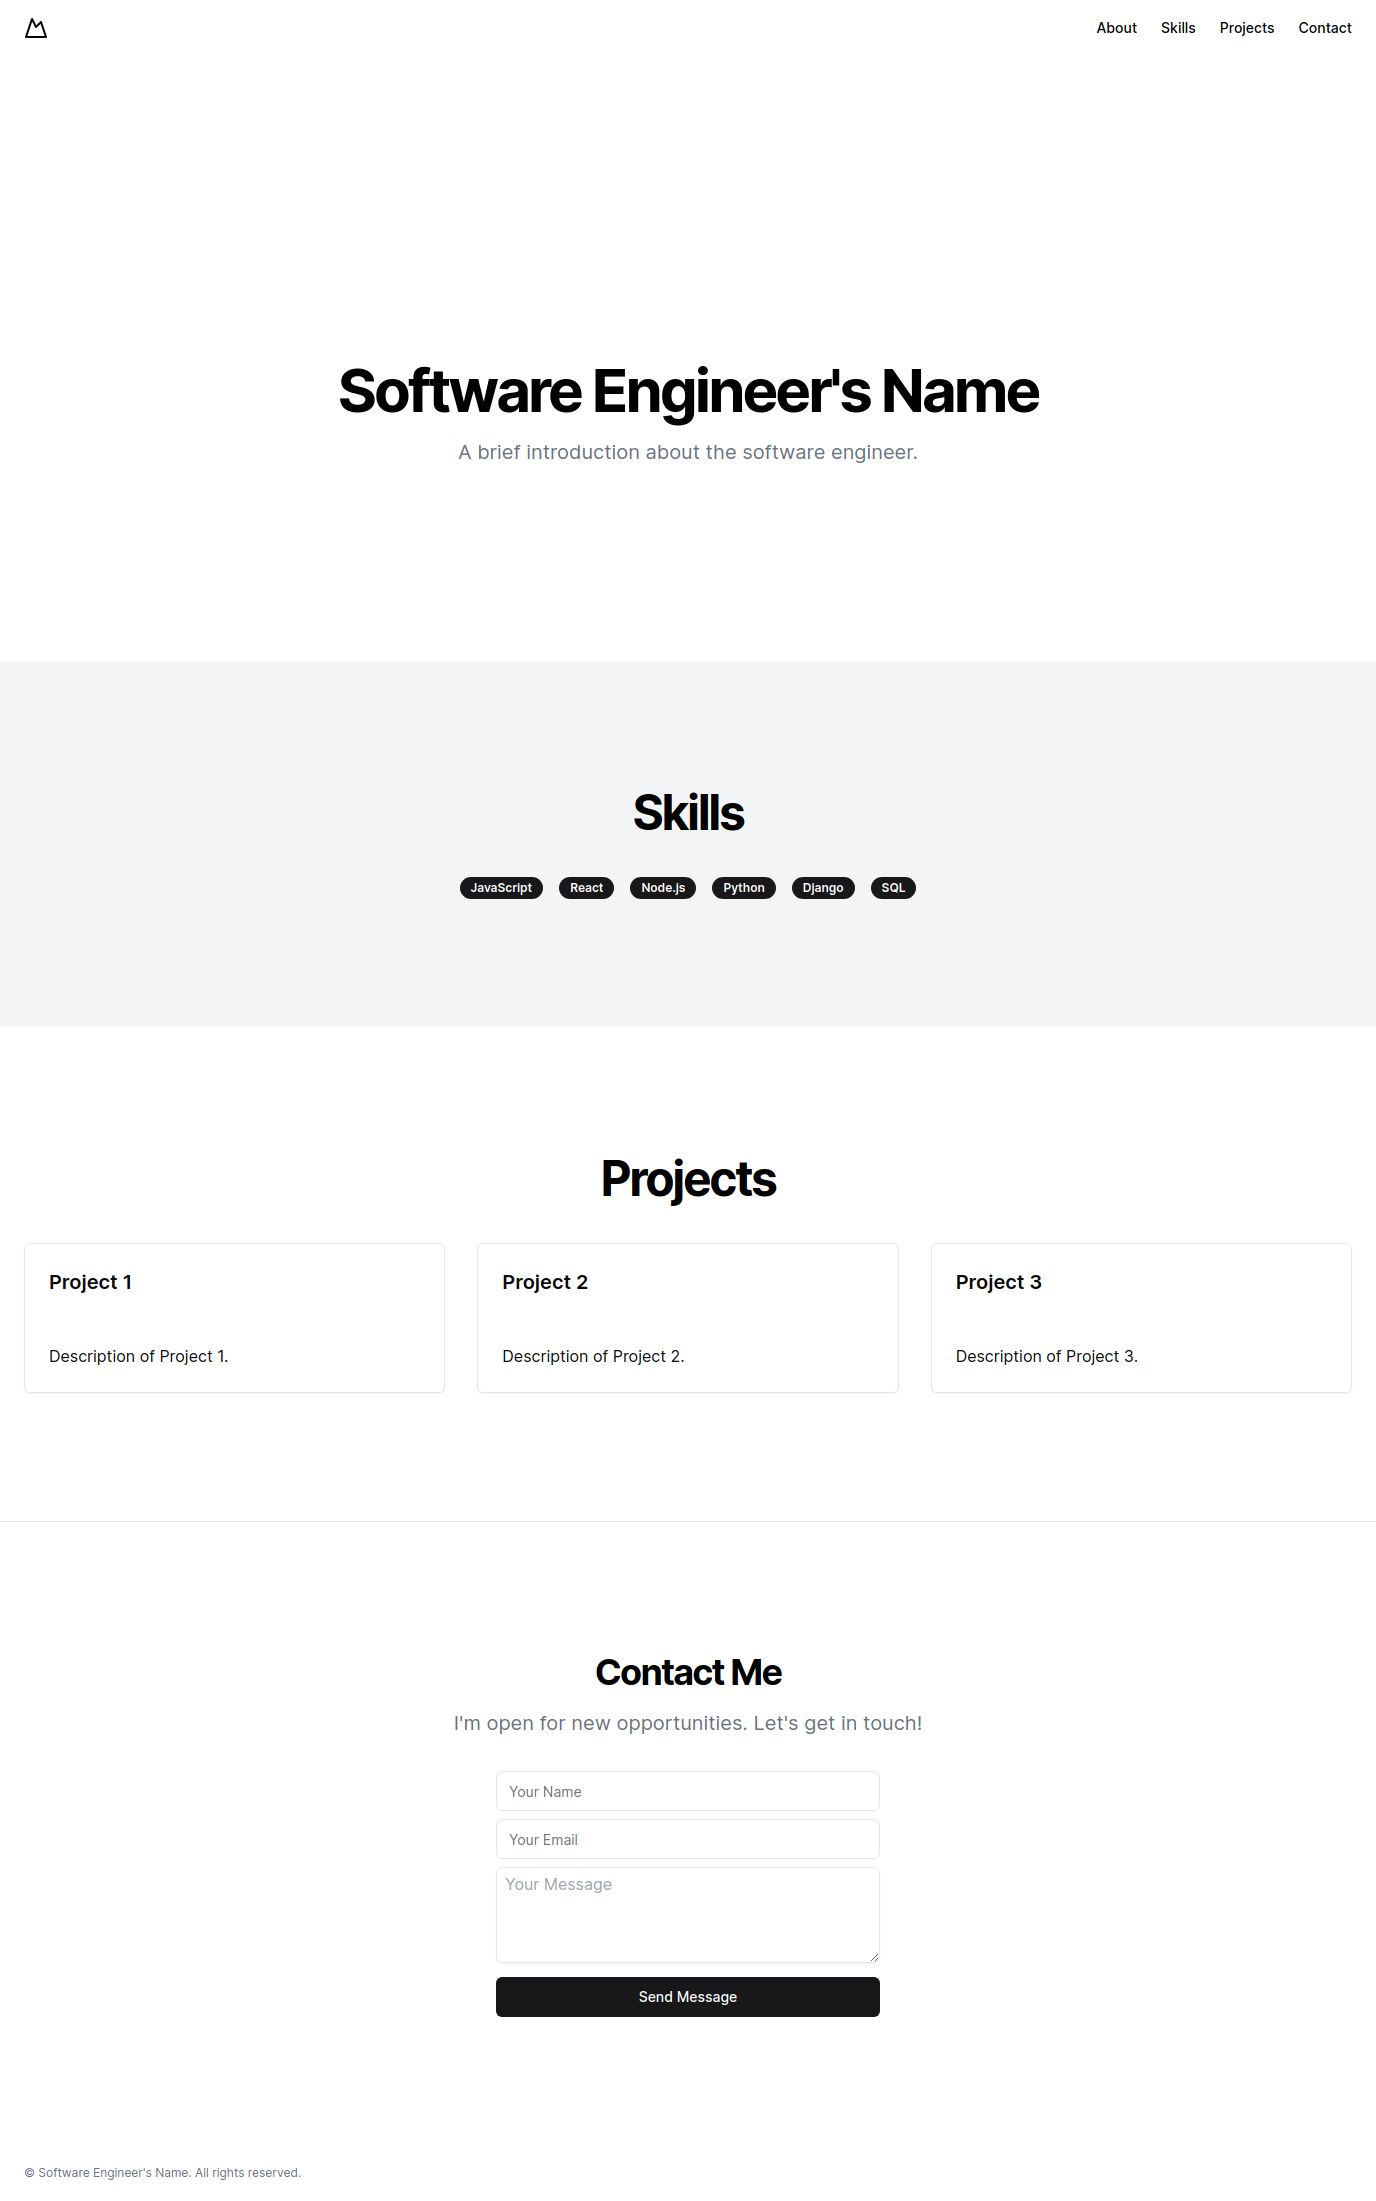 About Skills Projects Contact
Software Engineer's Name
A brief introduction about the software engineer.
Skills
JavaScript React Node.js Python Django SQL
Projects
Project 1
Description of Project 1.
Project 2
Description of Project 2.
Project 3
Description of Project 3.
Contact Me
I'm open for new opportunities. Let's get in touch!
Your Name
Your Email
Your Message
Send Message
© Software Engineer's Name. All rights reserved.